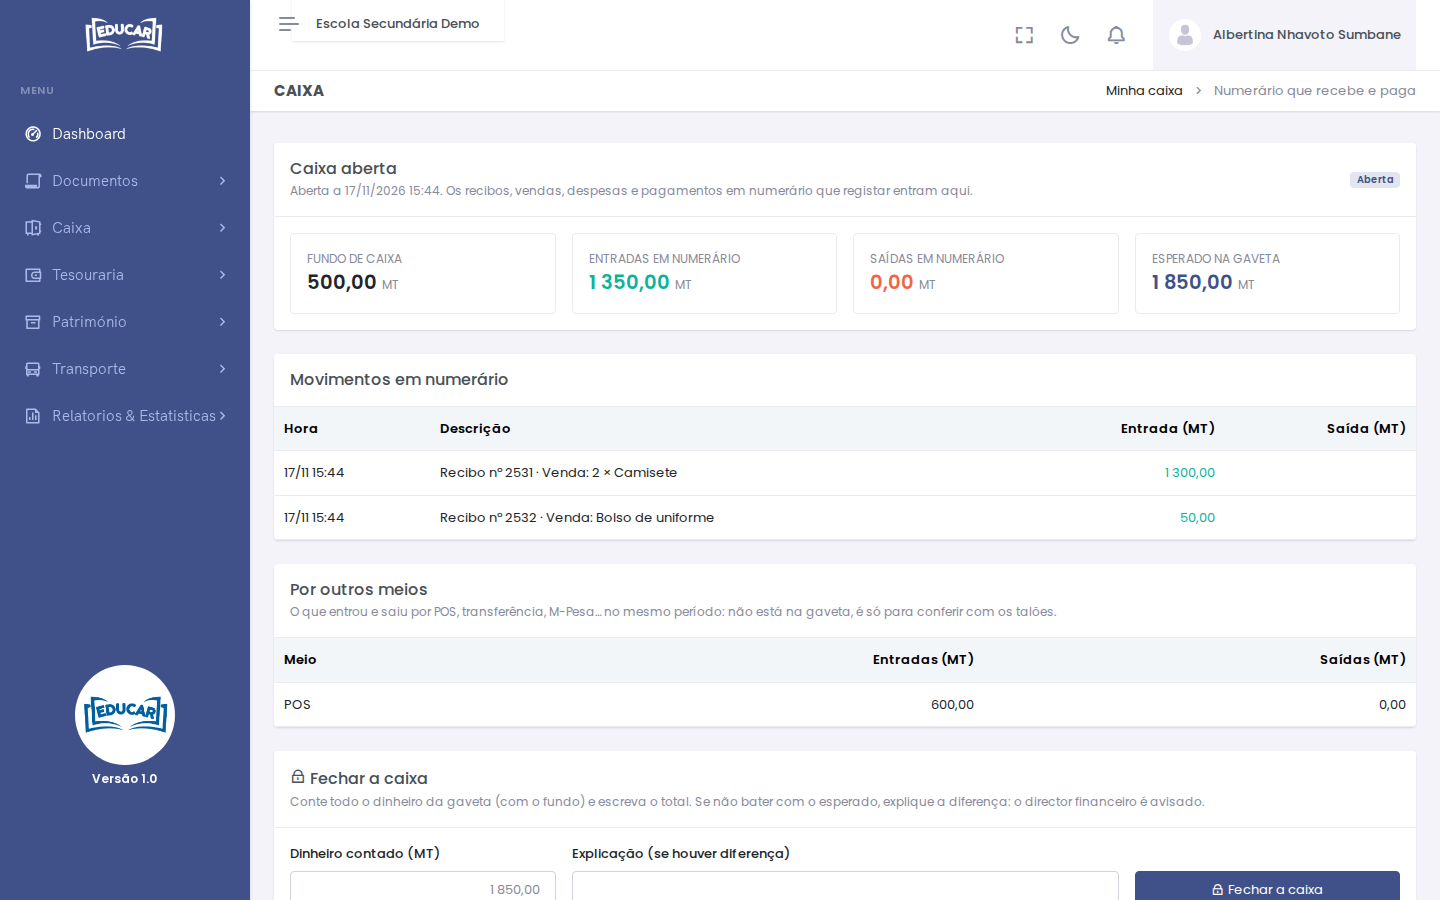 EDUCAR
MENU
Dashboard
Documentos
Caixa
Tesouraria
Património
Transporte
Relatorios & Estatisticas
EDUCAR
Versão 1.0
Escola Secundária Demo
Albertina Nhavoto Sumbane
CAIXA
Minha caixa > Numerário que recebe e paga
Caixa aberta
Aberta a 17/11/2026 15:44. Os recibos, vendas, despesas e pagamentos em numerário que registar entram aqui.
Aberta
FUNDO DE CAIXA
500,00 MT
ENTRADAS EM NUMERÁRIO
1 350,00 MT
SAÍDAS EM NUMERÁRIO
0,00 MT
ESPERADO NA GAVETA
1 850,00 MT
Movimentos em numerário
Hora Descrição Entrada (MT) Saída (MT)
17/11 15:44 Recibo nº 2531 · Venda: 2 × Camisete 1 300,00
17/11 15:44 Recibo nº 2532 · Venda: Bolso de uniforme 50,00
Por outros meios
O que entrou e saiu por POS, transferência, M-Pesa… no mesmo período: não está na gaveta, é só para conferir com os talões.
Meio Entradas (MT) Saídas (MT)
POS 600,00 0,00
Fechar a caixa
Conte todo o dinheiro da gaveta (com o fundo) e escreva o total. Se não bater com o esperado, explique a diferença: o director financeiro é avisado.
Dinheiro contado (MT) Explicação (se houver diferença)
1 850,00 Fechar a caixa